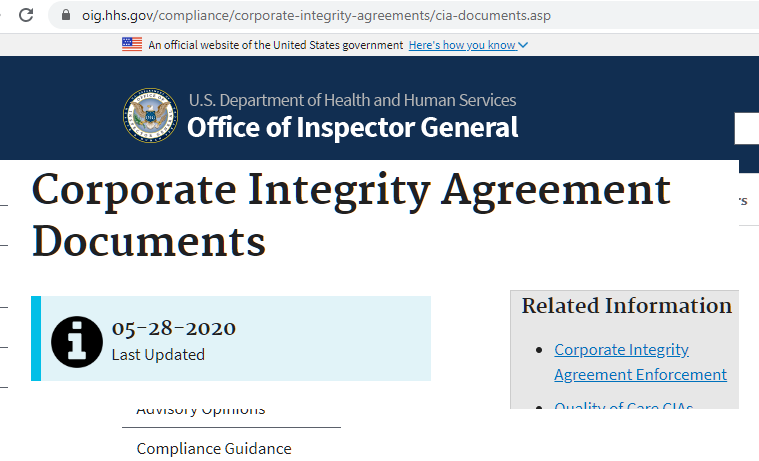 oig.hhs.gov/compliance/corporate-integrity-agreements/cia-documents.asp
An official website of the United States government Here's how you know
U.S. Department of Health and Human Services
Office of Inspector General
Corporate Integrity Agreement
Documents
05-28-2020
Last Updated
Related Information
Corporate Integrity
Agreement Enforcement
Quality of Care CIAs
Advisory Opinions
Compliance Guidance